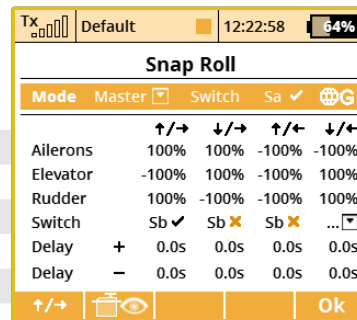 Tx Default 12:22:58 64%
Snap Roll
Mode Master Switch Sa ✔ G
↑/→ ↓/→ ↑/← ↓/←
Ailerons 100% 100% -100% -100%
Elevator -100% 100% -100% 100%
Rudder 100% -100% -100% 100%
Switch Sb ✔ Sb ✖ Sb ✖ ...
Delay + 0.0s 0.0s 0.0s 0.0s
Delay – 0.0s 0.0s 0.0s 0.0s
↑/→ Ok